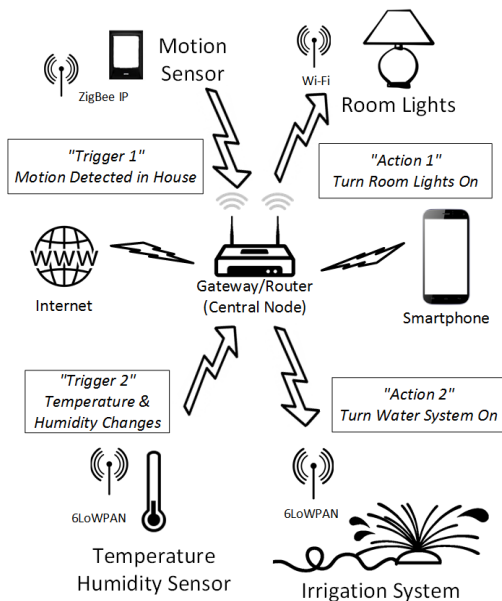 Motion
Sensor
ZigBee IP
Wi-Fi
Room Lights
"Trigger 1"
Motion Detected in House
"Action 1"
Turn Room Lights On
WWW
Internet
Gateway/Router
(Central Node)
Smartphone
"Trigger 2"
Temperature &
Humidity Changes
"Action 2"
Turn Water System On
6LoWPAN
Temperature
Humidity Sensor
6LoWPAN
Irrigation System